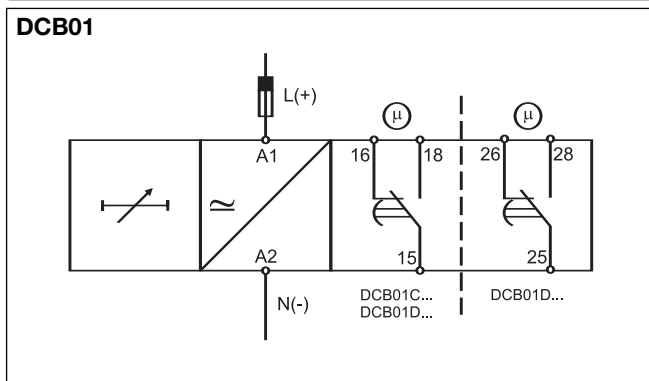 DCB01
L(+)
A1
μ
μ
16
18
26
28
≃
A2
15
25
N(-)
DCB01C...
DCB01D...
DCB01D...